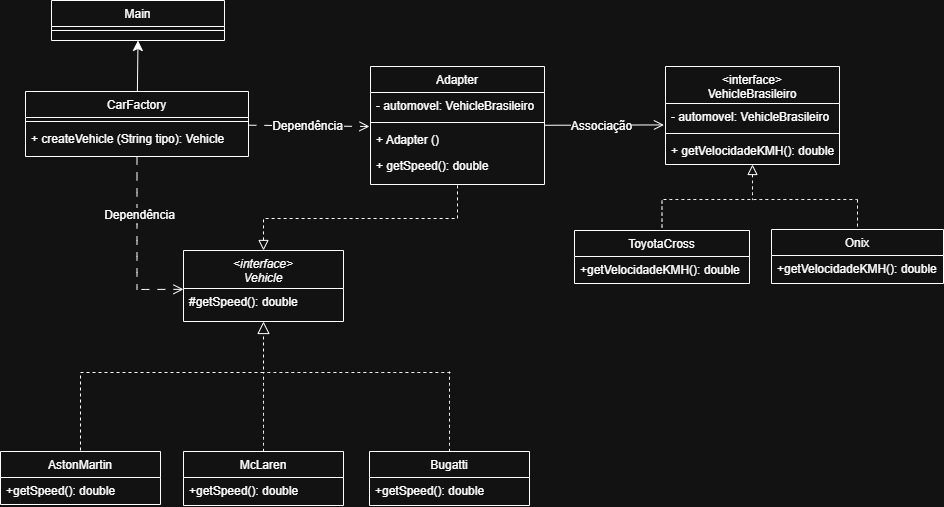 Main
CarFactory
+ createVehicle (String tipo): Vehicle
Dependência
Adapter
- automovel: VehicleBrasileiro
+ Adapter ()
+ getSpeed(): double
Associação
<interface>
VehicleBrasileiro
- automovel: VehicleBrasileiro
+ getVelocidadeKMH(): double
Dependência
ToyotaCross
+getVelocidadeKMH(): double
Onix
+getVelocidadeKMH(): double
<interface>
Vehicle
#getSpeed(): double
AstonMartin
+getSpeed(): double
McLaren
+getSpeed(): double
Bugatti
+getSpeed(): double